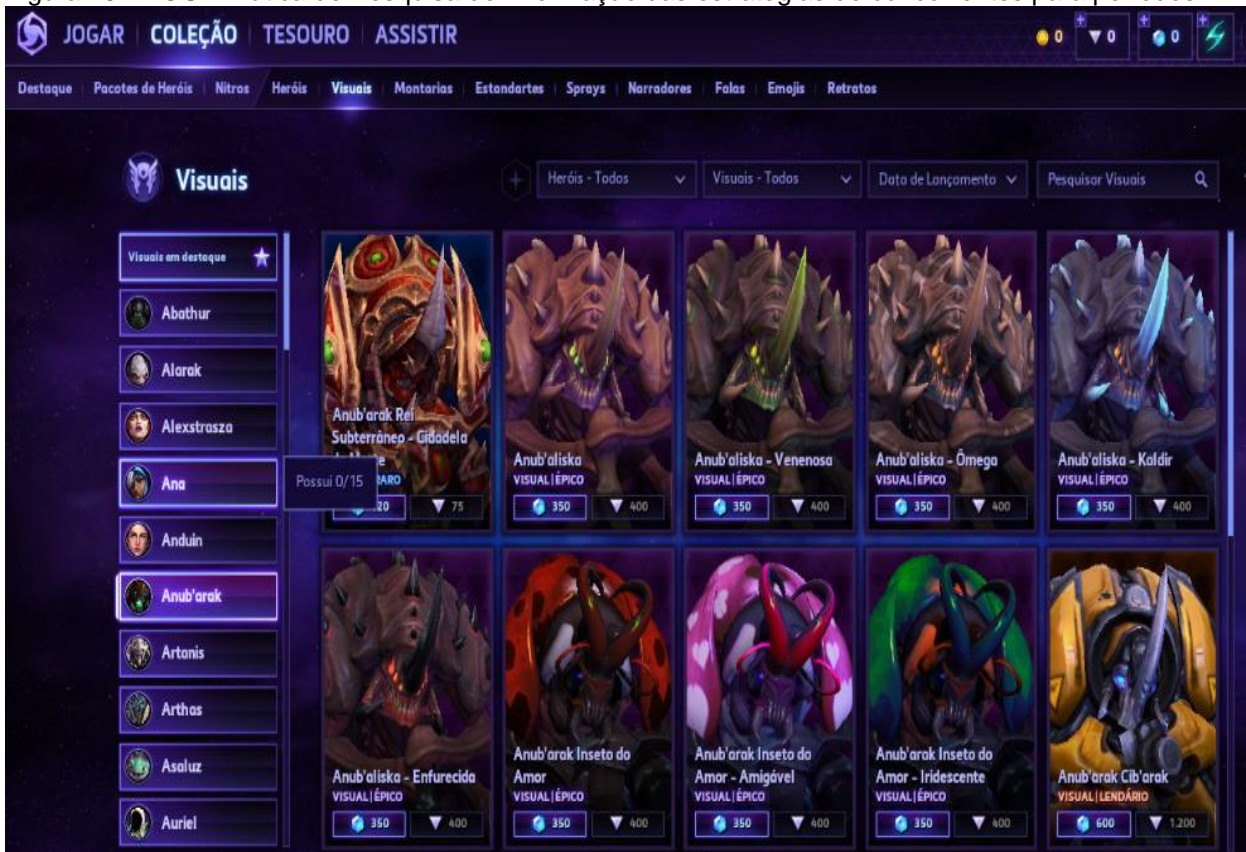 JOGAR COLEÇÃO TESOURO ASSISTIR 0 0 0
Destaque Pacotes de Heróis Nitros Heróis Visuais Montarias Estandartes Sprays Narradores Falas Emojis Retratos
Visuais
Heróis - Todos Visuais - Todos Data de Lançamento Pesquisar Visuais
Visuais em destaque
Abathur
Alarak
Alexstrasza
Ana
Anduin
Anub'arak
Artanis
Arthas
Asaluz
Auriel
Possui 0/15
Anub'arak Rei
Subterrâneo - Cidadela
RARO
20 75
Anub'aliska
VISUAL | ÉPICO
350 400
Anub'aliska - Venenosa
VISUAL | ÉPICO
350 400
Anub'aliska - Ômega
VISUAL | ÉPICO
350 400
Anub'aliska - Kaldir
VISUAL | ÉPICO
350 400
Anub'aliska - Enfurecida
VISUAL | ÉPICO
350 400
Anub'arak Inseto do
Amor
VISUAL | ÉPICO
350 400
Anub'arak Inseto do
Amor - Amigável
VISUAL | ÉPICO
350 400
Anub'arak Inseto do
Amor - Iridescente
VISUAL | ÉPICO
350 400
Anub'arak Cib'arak
VISUAL | LENDÁRIO
600 1.200